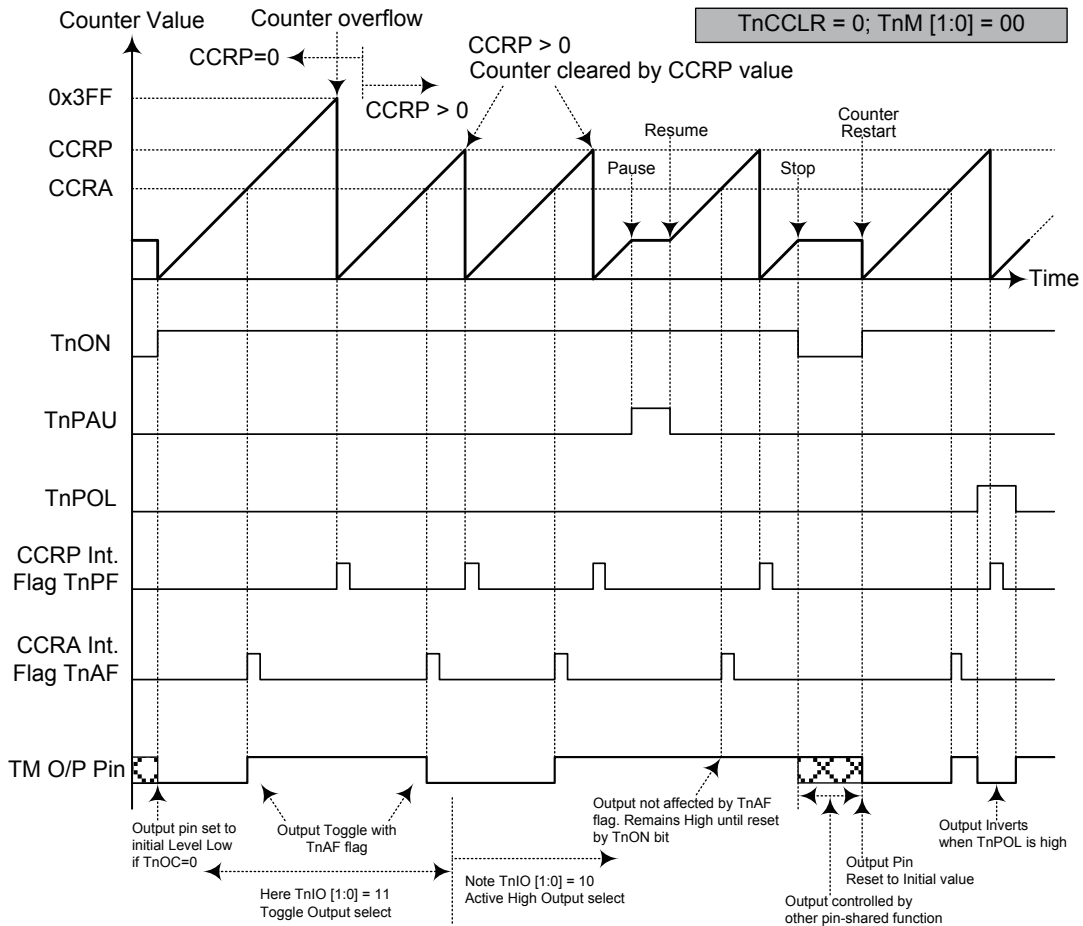 Counter Value
Counter overflow
TnCCLR = 0; TnM [1:0] = 00
CCRP=0
CCRP > 0
CCRP > 0
Counter cleared by CCRP value
0x3FF
CCRP
CCRA
Pause
Resume
Stop
Counter
Restart
Time
TnON
TnPAU
TnPOL
CCRP Int.
Flag TnPF
CCRA Int.
Flag TnAF
TM O/P Pin
Output pin set to
initial Level Low
if TnOC=0
Output Toggle with
TnAF flag
Output not affected by TnAF
flag. Remains High until reset
by TnON bit
Output Inverts
when TnPOL is high
Output Pin
Reset to Initial value
Here TnIO [1:0] = 11
Toggle Output select
Note TnIO [1:0] = 10
Active High Output select
Output controlled by
other pin-shared function